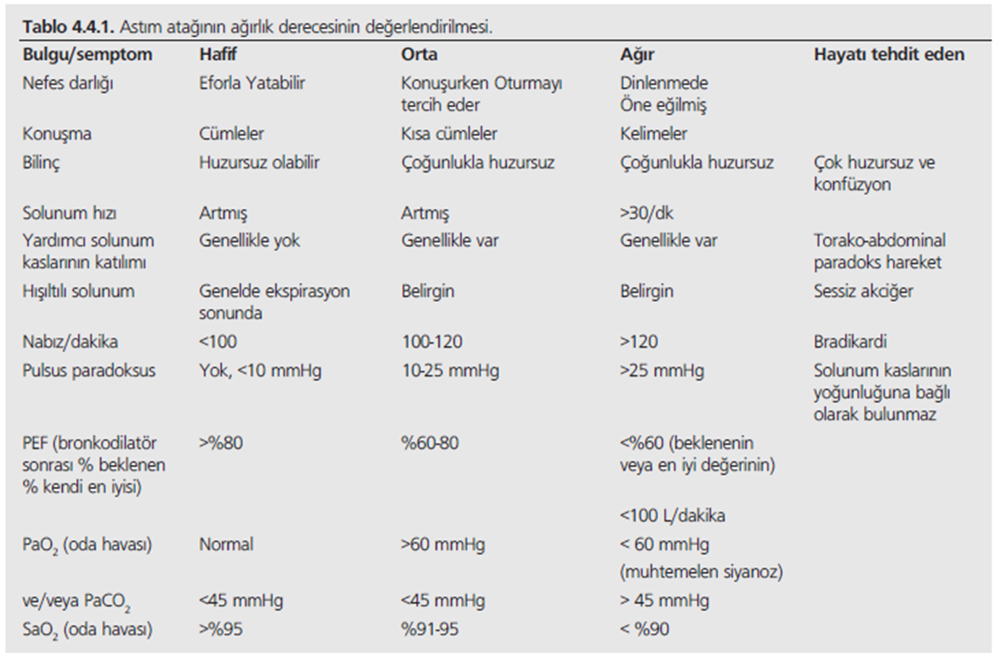 Tablo 4.4.1. Astım atağının ağırlık derecesinin değerlendirilmesi.
Bulgu/semptom Hafif Orta Ağır Hayatı tehdit eden
Nefes darlığı Eforla Yatabilir Konuşurken Oturmayı Dinlenmede
tercih eder Öne eğilmiş
Konuşma Cümleler Kısa cümleler Kelimeler
Bilinç Huzursuz olabilir Çoğunlukla huzursuz Çoğunlukla huzursuz Çok huzursuz ve
konfüzyon
Solunum hızı Artmış Artmış >30/dk
Yardımcı solunum Genellikle yok Genellikle var Genellikle var Torako-abdominal
kaslarının katılımı paradoks hareket
Hışıltılı solunum Genelde ekspirasyon Belirgin Belirgin Sessiz akciğer
sonunda
Nabız/dakika <100 100-120 >120 Bradikardi
Pulsus paradoksus Yok, <10 mmHg 10-25 mmHg >25 mmHg Solunum kaslarının
yoğunluğuna bağlı
olarak bulunmaz
PEF (bronkodilatör >%80 %60-80 <%60 (beklenenin
sonrası % beklenen veya en iyi değerinin)
% kendi en iyisi)
<100 L/dakika
PaO₂ (oda havası) Normal >60 mmHg < 60 mmHg
(muhtemelen siyanoz)
ve/veya PaCO₂ <45 mmHg <45 mmHg > 45 mmHg
SaO₂ (oda havası) >%95 %91-95 < %90